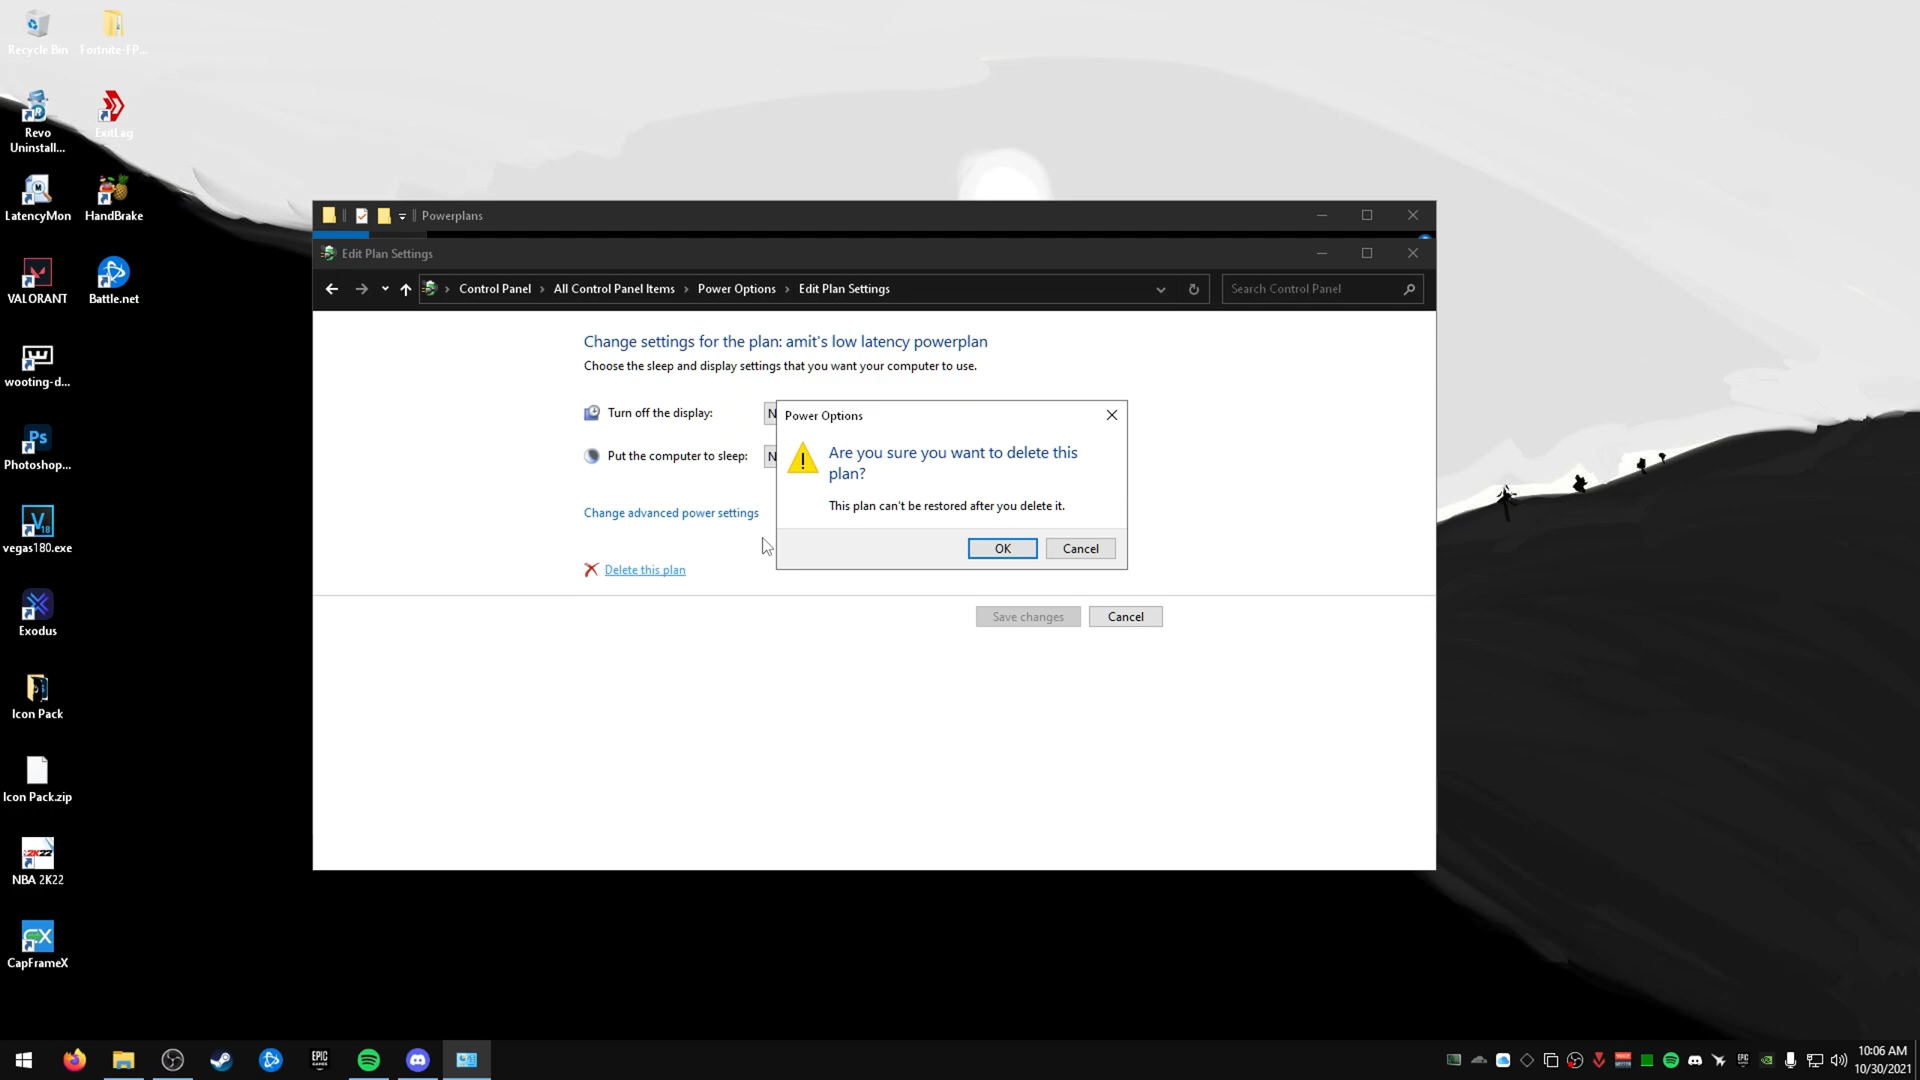 Recycle Bin
Fortnite-FP...
Revo
Uninstall...
ExitLag
LatencyMon
HandBrake
VALORANT
Battle.net
wooting-d...
Photoshop...
vegas180.exe
Exodus
Icon Pack
Icon Pack.zip
NBA 2K22
CapFrameX
Powerplans
Edit Plan Settings
Control Panel
All Control Panel Items
Power Options
Edit Plan Settings
Search Control Panel
Change settings for the plan: amit's low latency powerplan
Choose the sleep and display settings that you want your computer to use.
Turn off the display:
N
Put the computer to sleep:
N
Change advanced power settings
Delete this plan
Power Options
Are you sure you want to delete this
plan?
This plan can't be restored after you delete it.
OK
Cancel
Save changes
Cancel
EPIC
GAMES
10:06 AM
10/30/2021